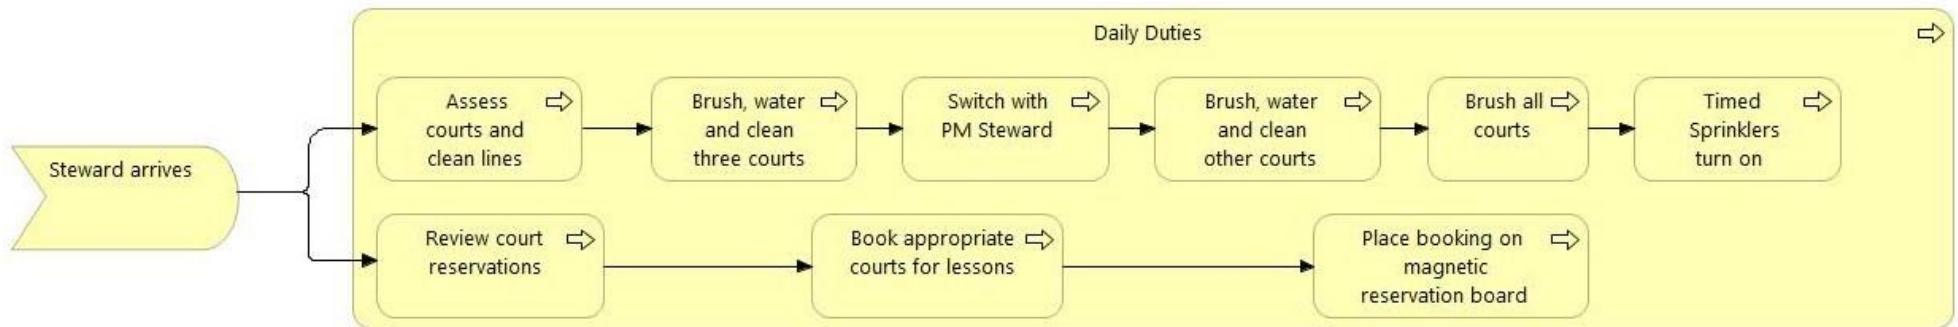 Daily Duties
Steward arrives
Assess
courts and
clean lines
Brush, water
and clean
three courts
Switch with
PM Steward
Brush, water
and clean
other courts
Brush all
courts
Timed
Sprinklers
turn on
Review court
reservations
Book appropriate
courts for lessons
Place booking on
magnetic
reservation board